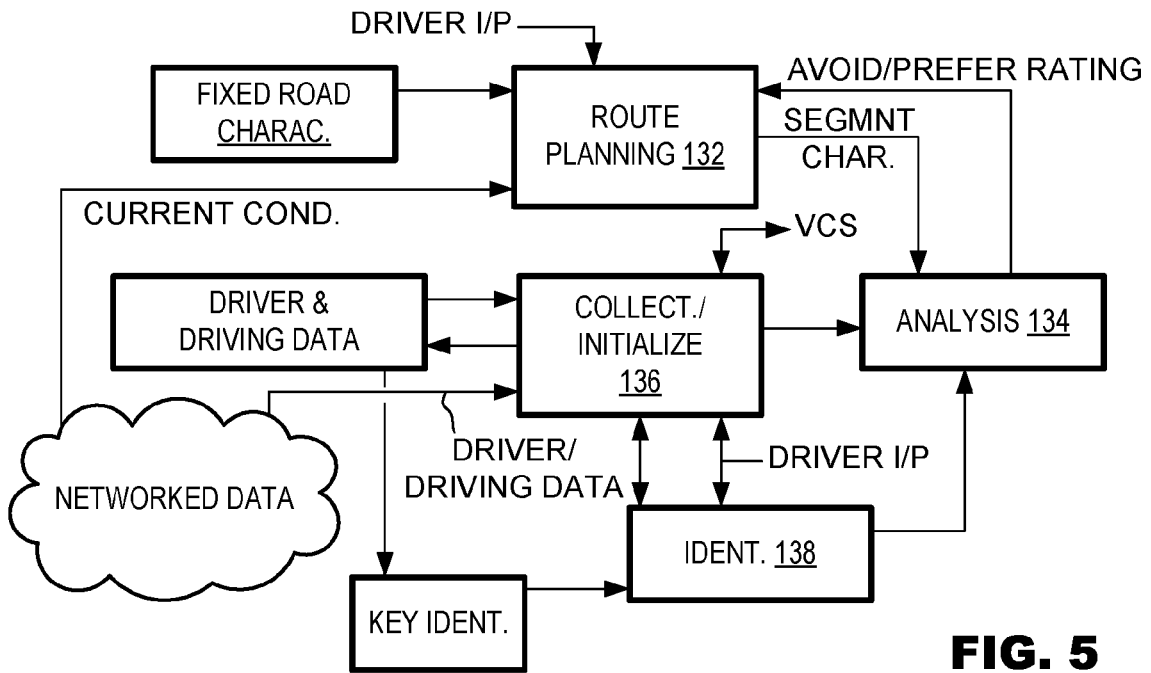 DRIVER I/P
AVOID/PREFER RATING
FIXED ROAD
CHARAC.
ROUTE
PLANNING 132
SEGMNT
CHAR.
CURRENT COND.
VCS
DRIVER &
DRIVING DATA
COLLECT./
INITIALIZE
136
ANALYSIS 134
DRIVER/
DRIVING DATA
DRIVER I/P
NETWORKED DATA
IDENT. 138
KEY IDENT.
FIG. 5